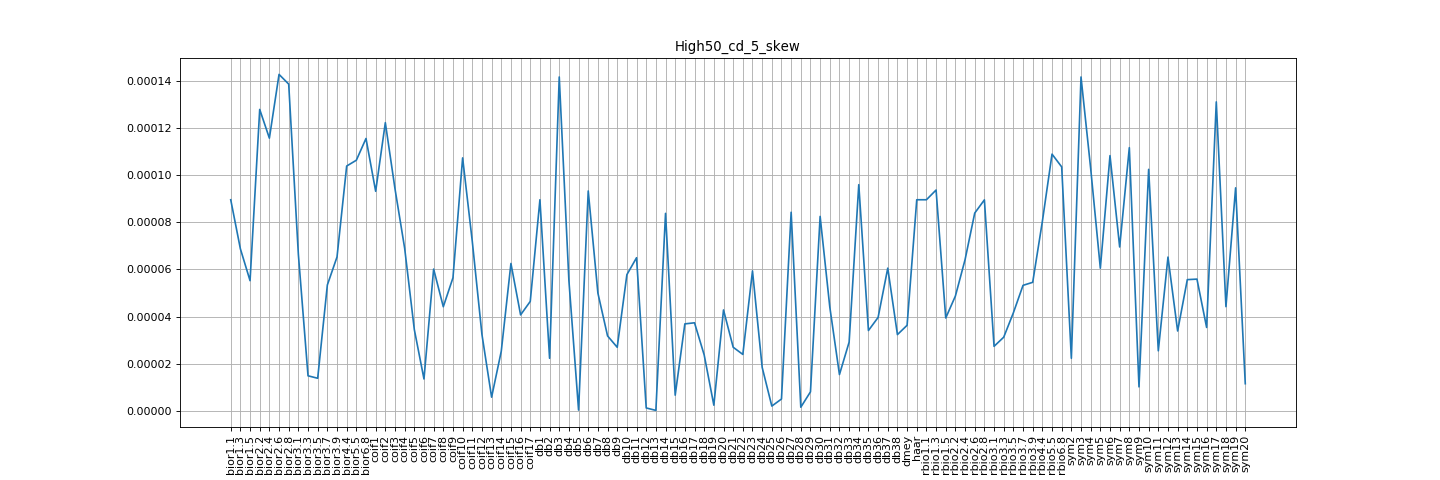 High50_cd_5_skew
0.00014
0.00012
0.00010
0.00008
0.00006
0.00004
0.00002
0.00000
bior1.1
bior1.3
bior1.5
bior2.2
bior2.4
bior2.6
bior2.8
bior3.1
bior3.3
bior3.5
bior3.7
bior3.9
bior4.4
bior5.5
bior6.8
coif1
coif2
coif3
coif4
coif5
coif6
coif7
coif8
coif9
coif10
coif11
coif12
coif13
coif14
coif15
coif16
coif17
db1
db2
db3
db4
db5
db6
db7
db8
db9
db10
db11
db12
db13
db14
db15
db16
db17
db18
db19
db20
db21
db22
db23
db24
db25
db26
db27
db28
db29
db30
db31
db32
db33
db34
db35
db36
db37
db38
dmey
haar
rbio1.1
rbio1.3
rbio1.5
rbio2.2
rbio2.4
rbio2.6
rbio2.8
rbio3.1
rbio3.3
rbio3.5
rbio3.7
rbio3.9
rbio4.4
rbio5.5
rbio6.8
sym2
sym3
sym4
sym5
sym6
sym7
sym8
sym9
sym10
sym11
sym12
sym13
sym14
sym15
sym16
sym17
sym18
sym19
sym20